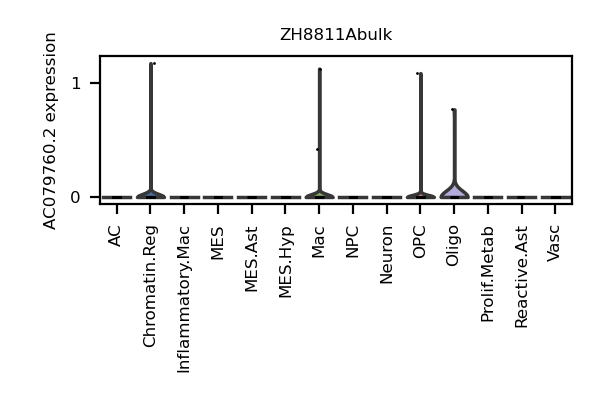 ZH8811Abulk
AC079760.2 expression
1
0
AC
Chromatin.Reg
Inflammatory.Mac
MES
MES.Ast
MES.Hyp
Mac
NPC
Neuron
OPC
Oligo
Prolif.Metab
Reactive.Ast
Vasc